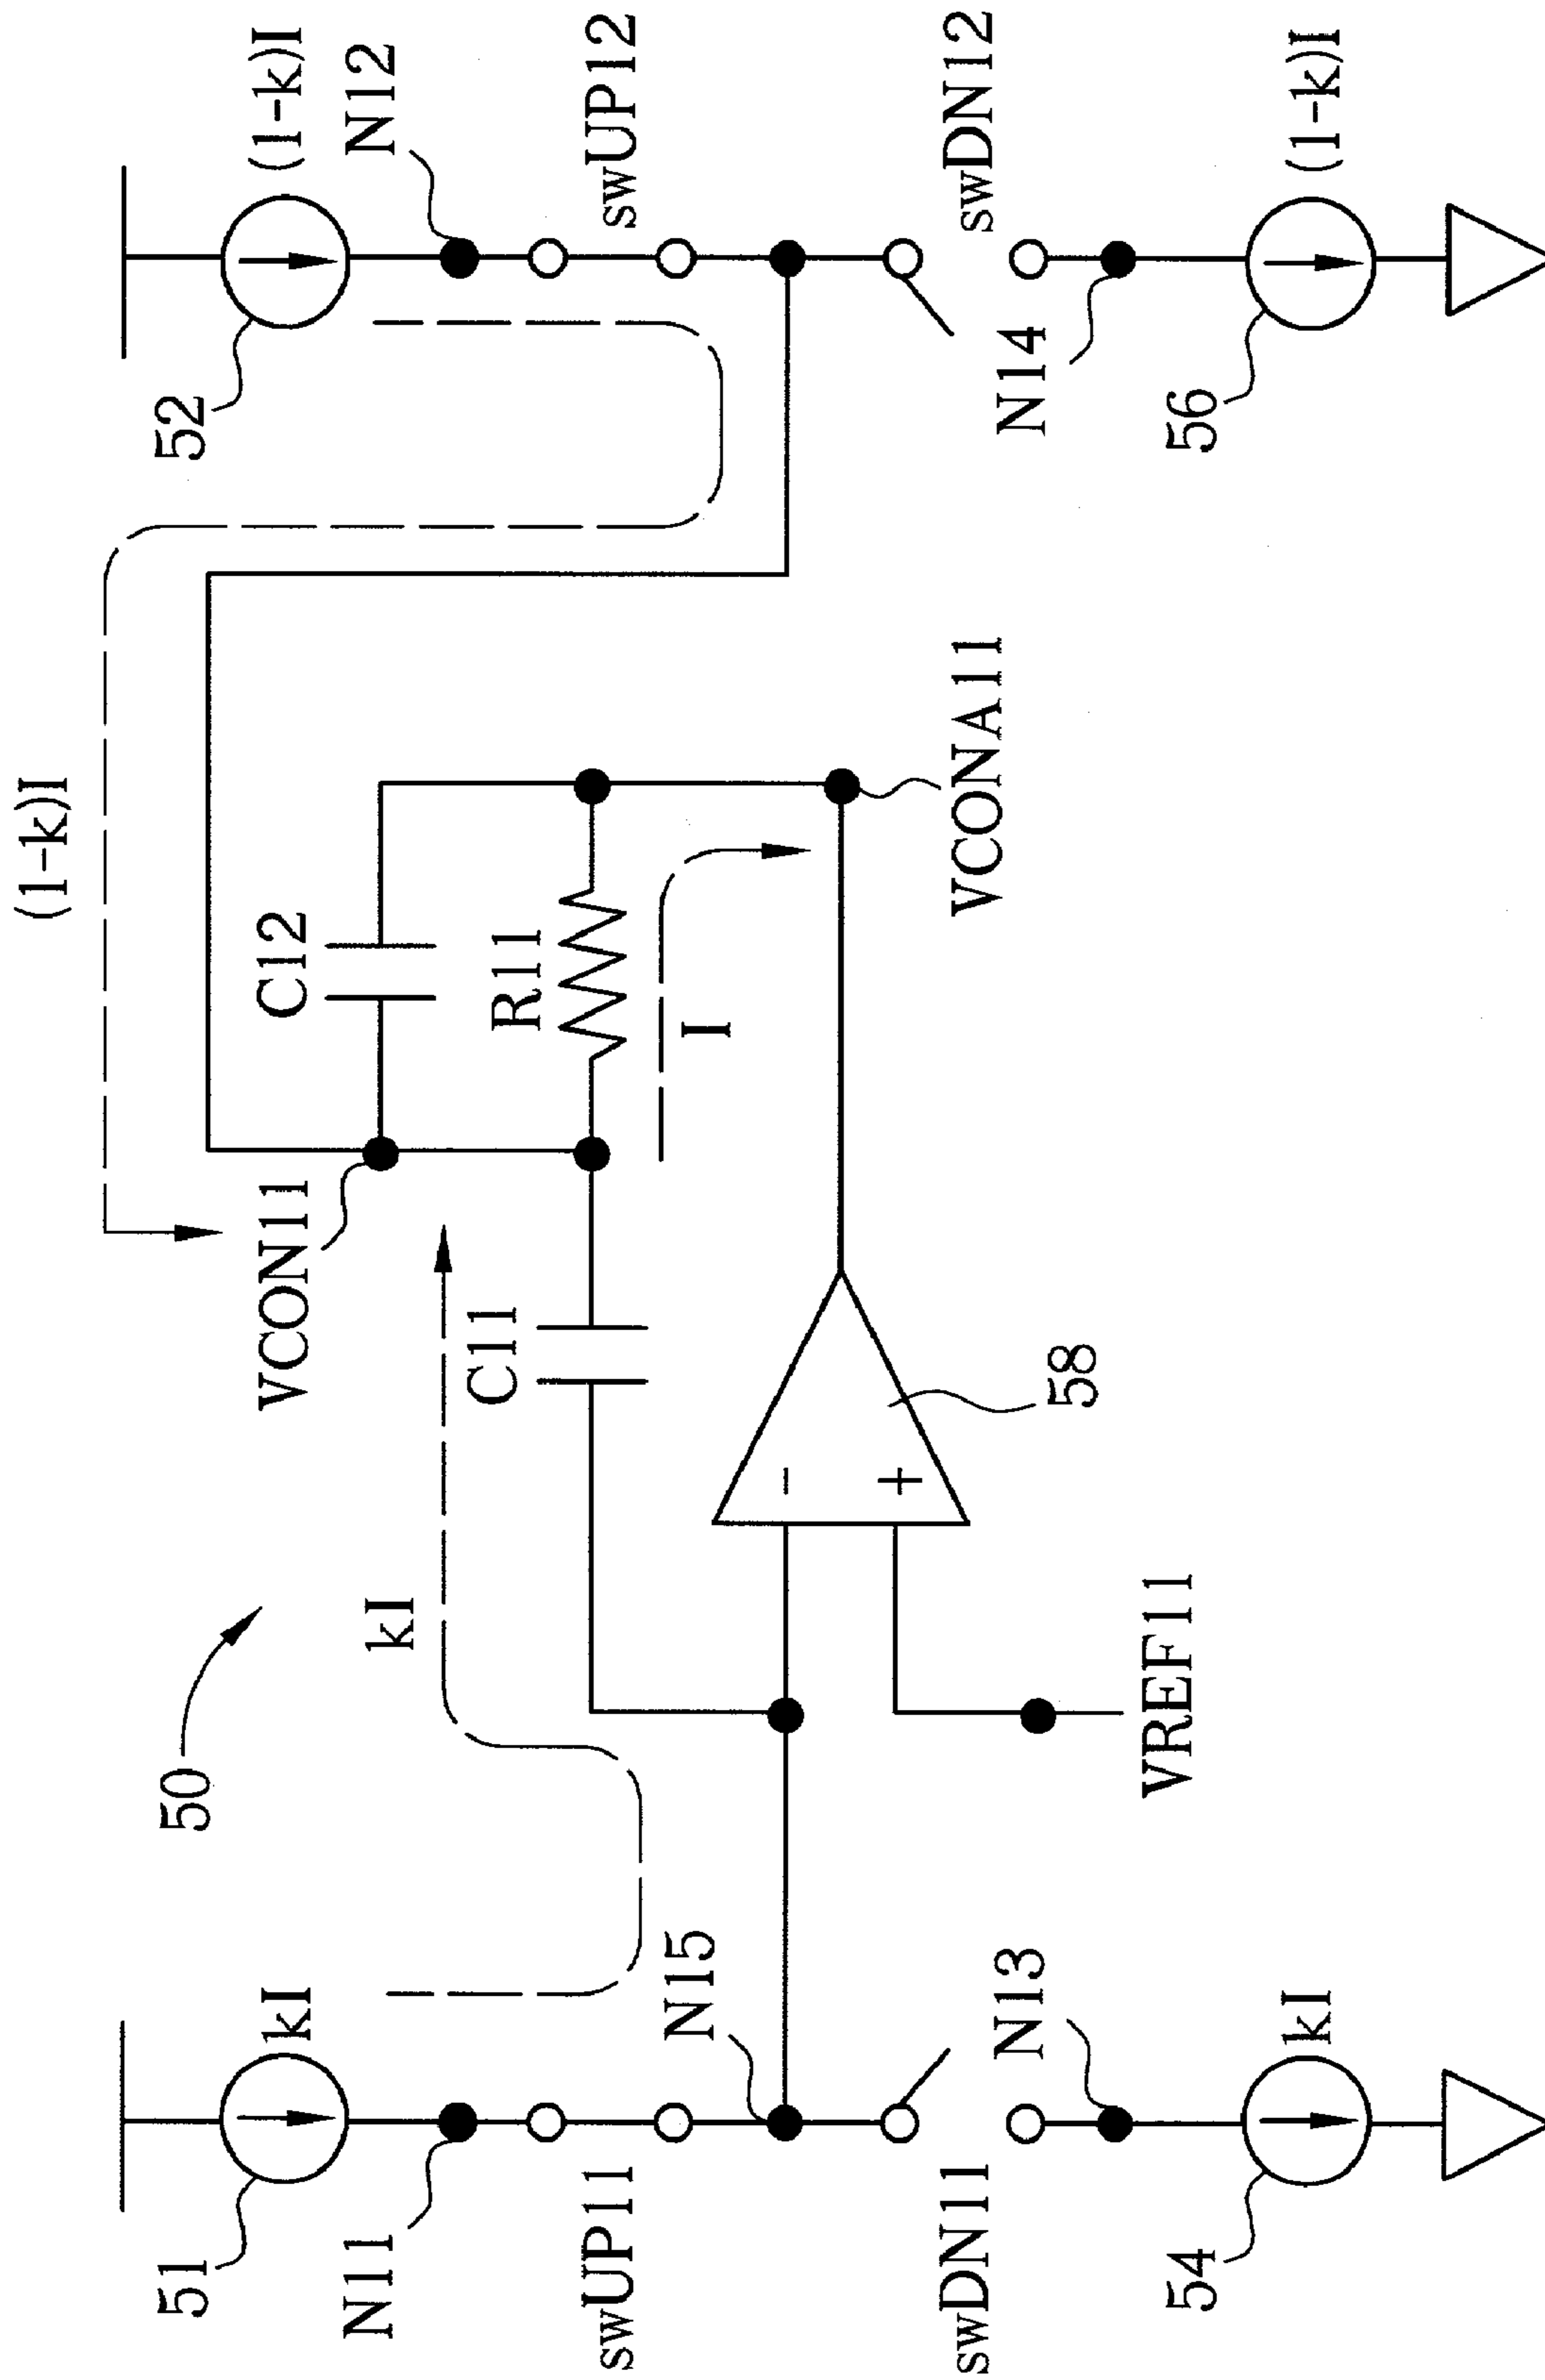 50
(1-k)I
51
kI
N11
swUP11
N15
swDN11
N13
54
kI
kI
VCON11
C12
C11
R11
I
58
VCONA11
VREF11
52
(1-k)I
N12
swUP12
swDN12
N14
56
(1-k)I
-
+